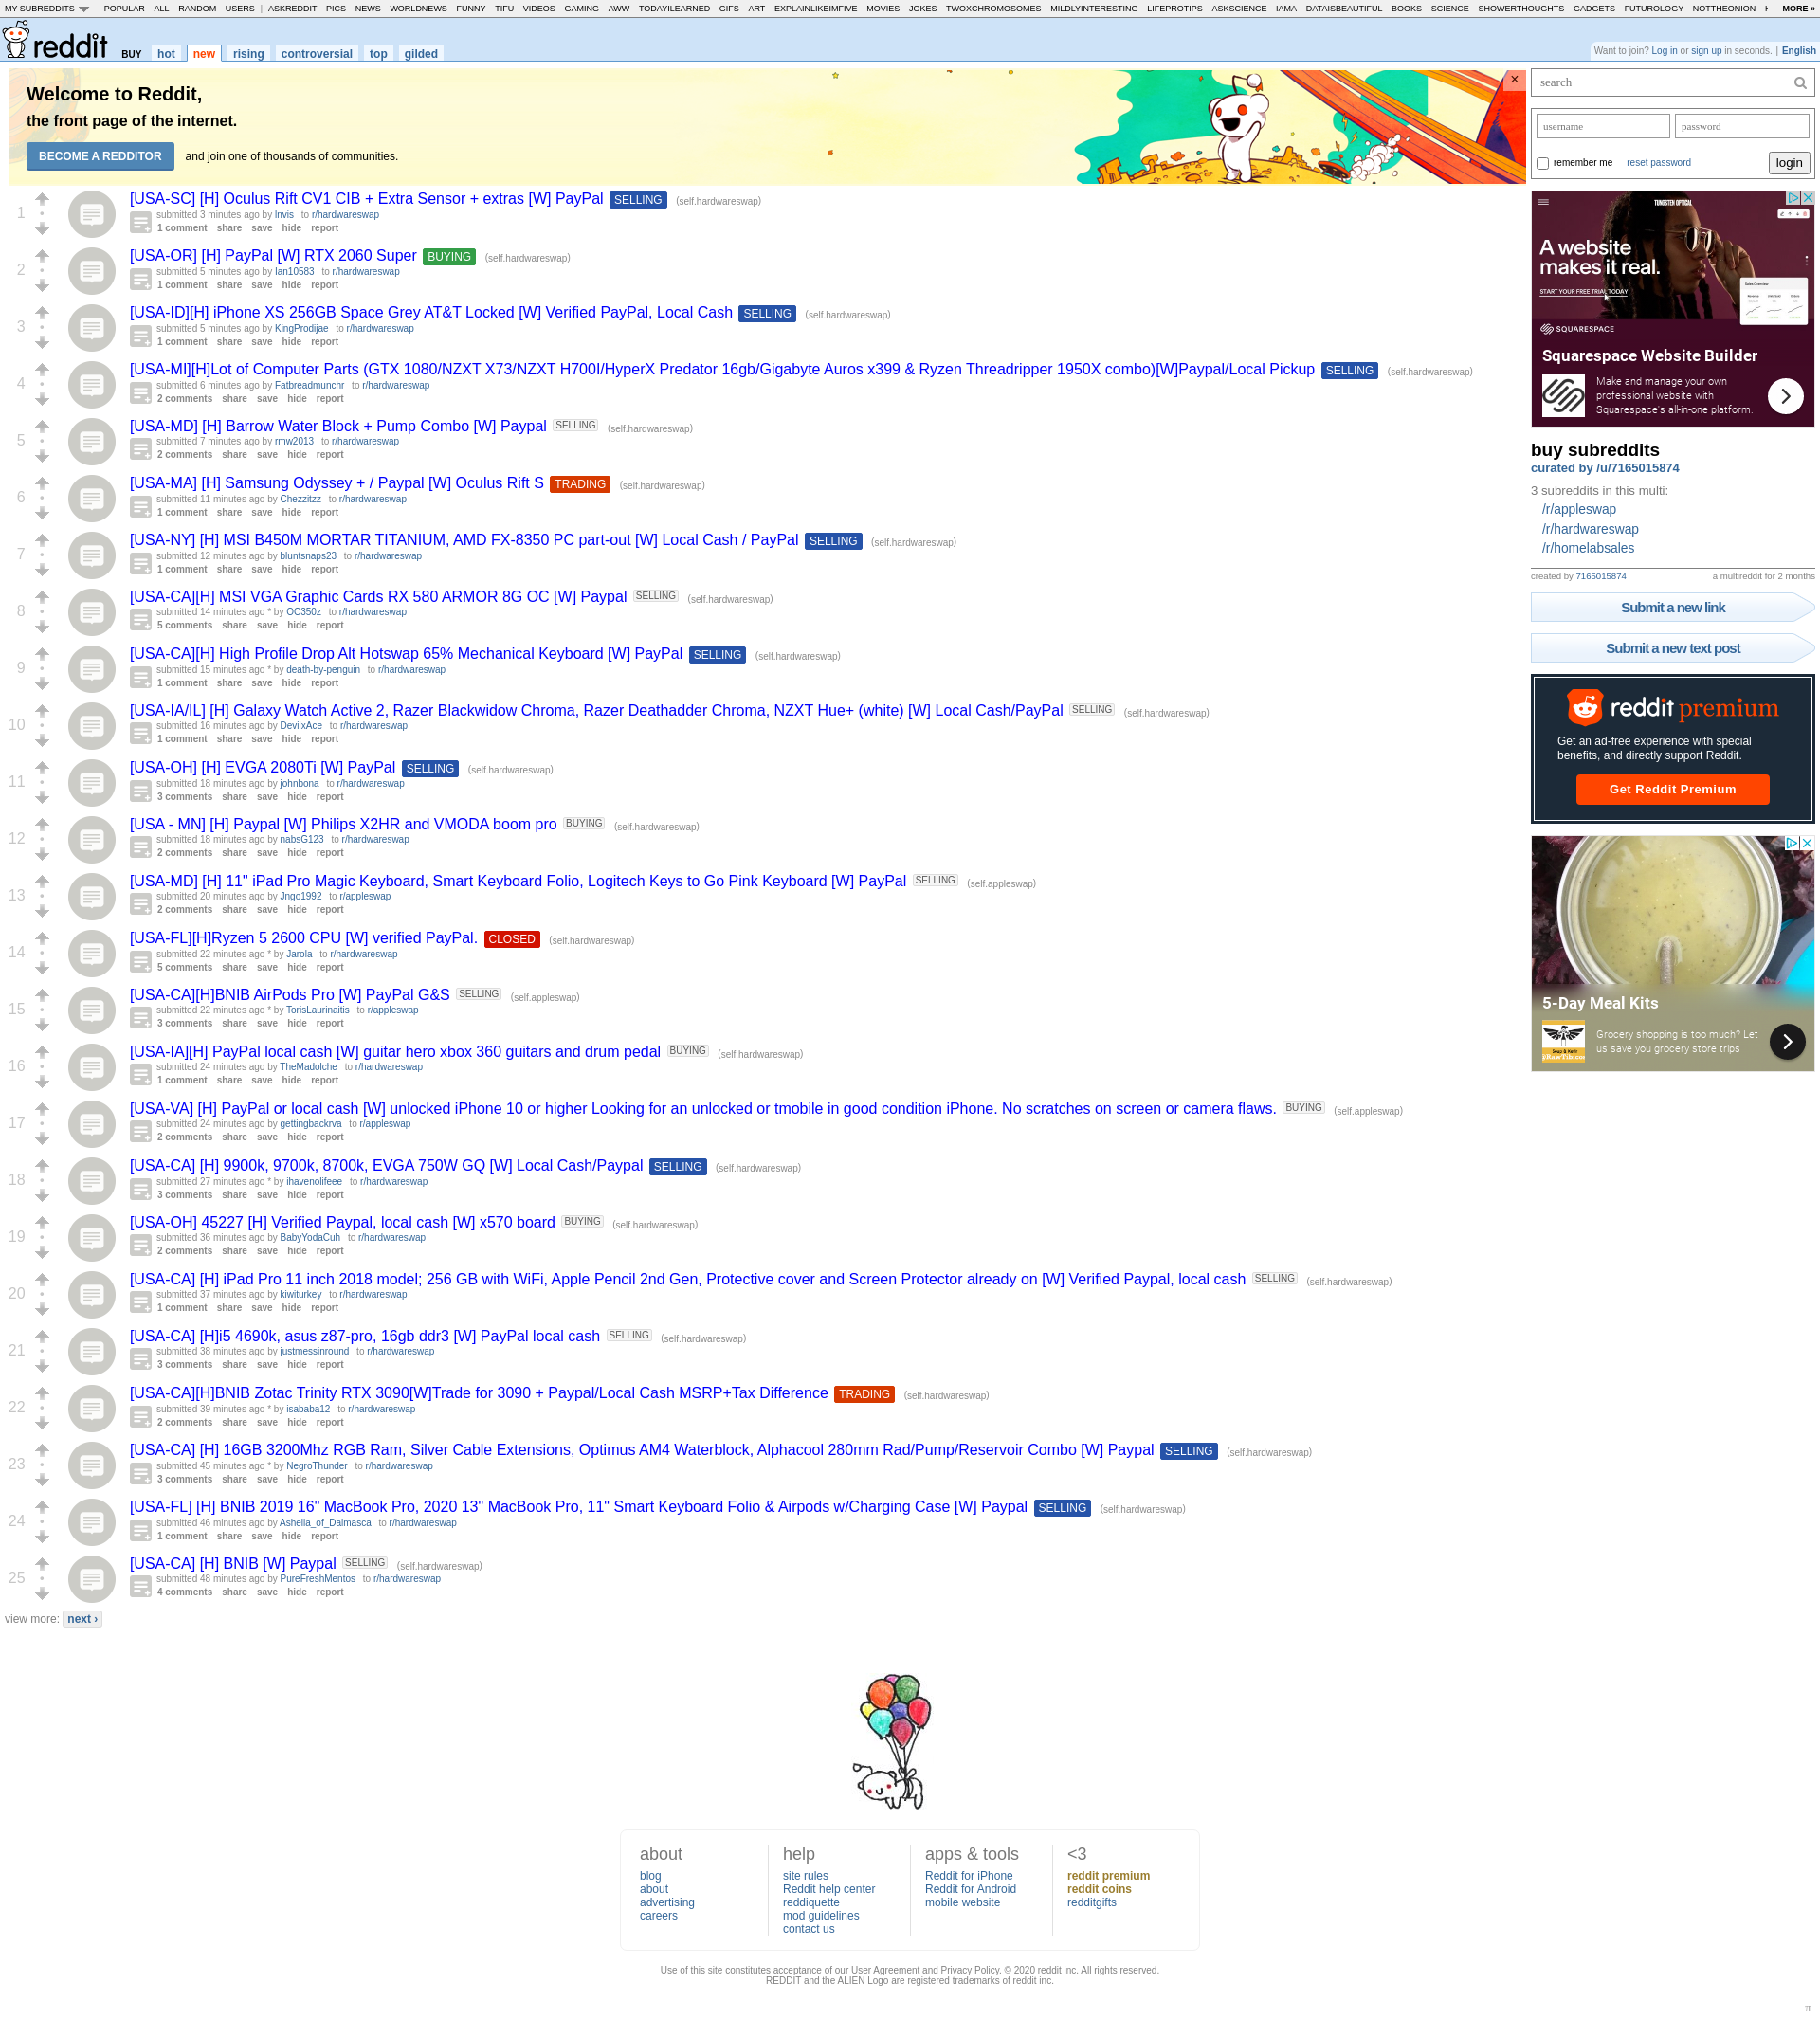 MY SUBREDDITS POPULAR - ALL - RANDOM - USERS | ASKREDDIT - PICS - NEWS - WORLDNEWS - FUNNY - TIFU - VIDEOS - GAMING - AWW - TODAYILEARNED - GIFS - ART - EXPLAINLIKEIMFIVE - MOVIES - JOKES - TWOXCHROMOSOMES - MILDLYINTERESTING - LIFEPROTIPS - ASKSCIENCE - IAMA - DATAISBEAUTIFUL - BOOKS - SCIENCE - SHOWERTHOUGHTS - GADGETS - FUTUROLOGY - NOTTHEONION - MORE »
reddit BUY hot new rising controversial top gilded
Want to join? Log in or sign up in seconds. | English
Welcome to Reddit,
the front page of the internet.
BECOME A REDDITOR and join one of thousands of communities.
×
1
[USA-SC] [H] Oculus Rift CV1 CIB + Extra Sensor + extras [W] PayPal SELLING (self.hardwareswap)
submitted 3 minutes ago by Invis to r/hardwareswap
1 comment share save hide report
2
[USA-OR] [H] PayPal [W] RTX 2060 Super BUYING (self.hardwareswap)
submitted 5 minutes ago by Ian10583 to r/hardwareswap
1 comment share save hide report
3
[USA-ID][H] iPhone XS 256GB Space Grey AT&T Locked [W] Verified PayPal, Local Cash SELLING (self.hardwareswap)
submitted 5 minutes ago by KingProdijae to r/hardwareswap
1 comment share save hide report
4
[USA-MI][H]Lot of Computer Parts (GTX 1080/NZXT X73/NZXT H700I/HyperX Predator 16gb/Gigabyte Auros x399 & Ryzen Threadripper 1950X combo)[W]Paypal/Local Pickup SELLING (self.hardwareswap)
submitted 6 minutes ago by Fatbreadmunchr to r/hardwareswap
2 comments share save hide report
5
[USA-MD] [H] Barrow Water Block + Pump Combo [W] Paypal SELLING (self.hardwareswap)
submitted 7 minutes ago by rmw2013 to r/hardwareswap
2 comments share save hide report
6
[USA-MA] [H] Samsung Odyssey + / Paypal [W] Oculus Rift S TRADING (self.hardwareswap)
submitted 11 minutes ago by Chezzitzz to r/hardwareswap
1 comment share save hide report
7
[USA-NY] [H] MSI B450M MORTAR TITANIUM, AMD FX-8350 PC part-out [W] Local Cash / PayPal SELLING (self.hardwareswap)
submitted 12 minutes ago by bluntsnaps23 to r/hardwareswap
1 comment share save hide report
8
[USA-CA][H] MSI VGA Graphic Cards RX 580 ARMOR 8G OC [W] Paypal SELLING (self.hardwareswap)
submitted 14 minutes ago * by OC350z to r/hardwareswap
5 comments share save hide report
9
[USA-CA][H] High Profile Drop Alt Hotswap 65% Mechanical Keyboard [W] PayPal SELLING (self.hardwareswap)
submitted 15 minutes ago * by death-by-penguin to r/hardwareswap
1 comment share save hide report
10
[USA-IA/IL] [H] Galaxy Watch Active 2, Razer Blackwidow Chroma, Razer Deathadder Chroma, NZXT Hue+ (white) [W] Local Cash/PayPal SELLING (self.hardwareswap)
submitted 16 minutes ago by DevilxAce to r/hardwareswap
1 comment share save hide report
11
[USA-OH] [H] EVGA 2080Ti [W] PayPal SELLING (self.hardwareswap)
submitted 18 minutes ago by johnbona to r/hardwareswap
3 comments share save hide report
12
[USA - MN] [H] Paypal [W] Philips X2HR and VMODA boom pro BUYING (self.hardwareswap)
submitted 18 minutes ago by nabsG123 to r/hardwareswap
2 comments share save hide report
13
[USA-MD] [H] 11" iPad Pro Magic Keyboard, Smart Keyboard Folio, Logitech Keys to Go Pink Keyboard [W] PayPal SELLING (self.appleswap)
submitted 20 minutes ago by Jngo1992 to r/appleswap
2 comments share save hide report
14
[USA-FL][H]Ryzen 5 2600 CPU [W] verified PayPal. CLOSED (self.hardwareswap)
submitted 22 minutes ago * by Jarola to r/hardwareswap
5 comments share save hide report
15
[USA-CA][H]BNIB AirPods Pro [W] PayPal G&S SELLING (self.appleswap)
submitted 22 minutes ago * by TorisLaurinaitis to r/appleswap
3 comments share save hide report
16
[USA-IA][H] PayPal local cash [W] guitar hero xbox 360 guitars and drum pedal BUYING (self.hardwareswap)
submitted 24 minutes ago by TheMadolche to r/hardwareswap
1 comment share save hide report
17
[USA-VA] [H] PayPal or local cash [W] unlocked iPhone 10 or higher Looking for an unlocked or tmobile in good condition iPhone. No scratches on screen or camera flaws. BUYING (self.appleswap)
submitted 24 minutes ago by gettingbackrva to r/appleswap
2 comments share save hide report
18
[USA-CA] [H] 9900k, 9700k, 8700k, EVGA 750W GQ [W] Local Cash/Paypal SELLING (self.hardwareswap)
submitted 27 minutes ago * by ihavenolifeee to r/hardwareswap
3 comments share save hide report
19
[USA-OH] 45227 [H] Verified Paypal, local cash [W] x570 board BUYING (self.hardwareswap)
submitted 36 minutes ago by BabyYodaCuh to r/hardwareswap
2 comments share save hide report
20
[USA-CA] [H] iPad Pro 11 inch 2018 model; 256 GB with WiFi, Apple Pencil 2nd Gen, Protective cover and Screen Protector already on [W] Verified Paypal, local cash SELLING (self.hardwareswap)
submitted 37 minutes ago by kiwiturkey to r/hardwareswap
1 comment share save hide report
21
[USA-CA] [H]i5 4690k, asus z87-pro, 16gb ddr3 [W] PayPal local cash SELLING (self.hardwareswap)
submitted 38 minutes ago by justmessinround to r/hardwareswap
3 comments share save hide report
22
[USA-CA][H]BNIB Zotac Trinity RTX 3090[W]Trade for 3090 + Paypal/Local Cash MSRP+Tax Difference TRADING (self.hardwareswap)
submitted 39 minutes ago * by isababa12 to r/hardwareswap
2 comments share save hide report
23
[USA-CA] [H] 16GB 3200Mhz RGB Ram, Silver Cable Extensions, Optimus AM4 Waterblock, Alphacool 280mm Rad/Pump/Reservoir Combo [W] Paypal SELLING (self.hardwareswap)
submitted 45 minutes ago * by NegroThunder to r/hardwareswap
3 comments share save hide report
24
[USA-FL] [H] BNIB 2019 16" MacBook Pro, 2020 13" MacBook Pro, 11" Smart Keyboard Folio & Airpods w/Charging Case [W] Paypal SELLING (self.hardwareswap)
submitted 46 minutes ago by Ashelia_of_Dalmasca to r/hardwareswap
1 comment share save hide report
25
[USA-CA] [H] BNIB [W] Paypal SELLING (self.hardwareswap)
submitted 48 minutes ago by PureFreshMentos to r/hardwareswap
4 comments share save hide report
view more: next ›
search
username password
remember me reset password login
TUNGSTEN OPTICAL
A website
makes it real.
START YOUR FREE TRIAL TODAY
SQUARESPACE
Squarespace Website Builder
Make and manage your own
professional website with
Squarespace's all-in-one platform.
buy subreddits
curated by /u/7165015874
3 subreddits in this multi:
/r/appleswap
/r/hardwareswap
/r/homelabsales
created by 7165015874 a multireddit for 2 months
Submit a new link
Submit a new text post
reddit premium
Get an ad-free experience with special
benefits, and directly support Reddit.
Get Reddit Premium
5-Day Meal Kits
Grocery shopping is too much? Let
us save you grocery store trips
about
blog
about
advertising
careers
help
site rules
Reddit help center
reddiquette
mod guidelines
contact us
apps & tools
Reddit for iPhone
Reddit for Android
mobile website
<3
reddit premium
reddit coins
redditgifts
Use of this site constitutes acceptance of our User Agreement and Privacy Policy. © 2020 reddit inc. All rights reserved.
REDDIT and the ALIEN Logo are registered trademarks of reddit inc.
π